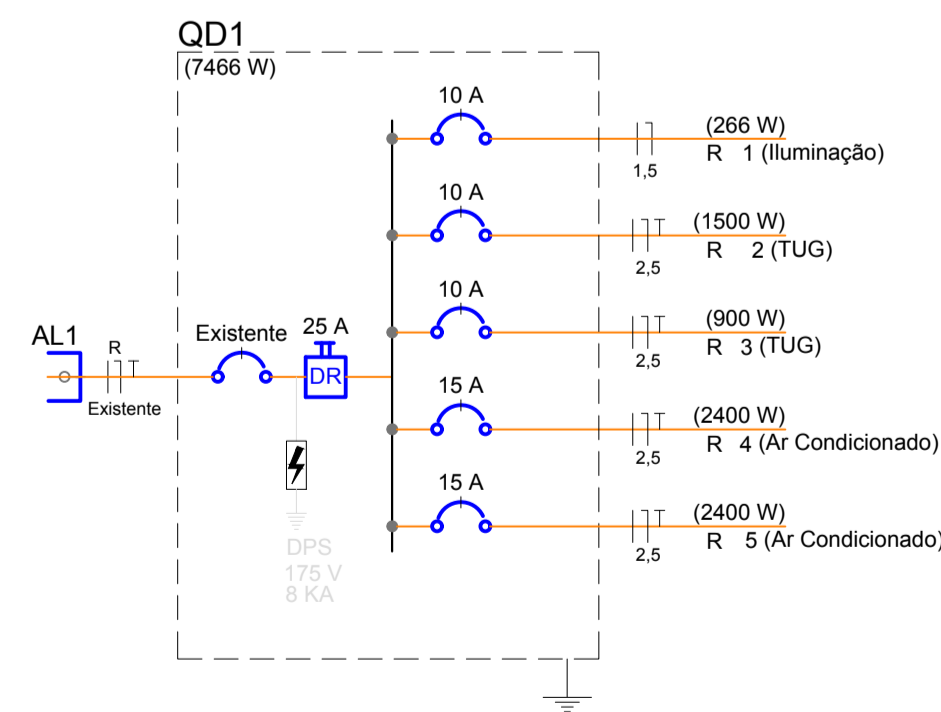 QD1
(7466 W)
10 A
(266 W)
R 1 (Iluminação)
1,5
10 A
(1500 W)
R 2 (TUG)
2,5
10 A
(900 W)
R 3 (TUG)
2,5
AL1
R
Existente
Existente
25 A
DR
15 A
(2400 W)
R 4 (Ar Condicionado)
2,5
15 A
(2400 W)
R 5 (Ar Condicionado)
2,5
DPS
175 V
8 KA